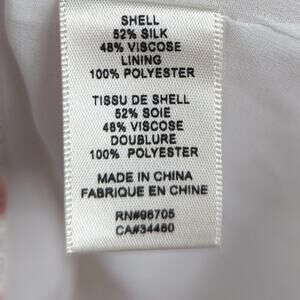 SHELL
52% SILK
48% VISCOSE
LINING
100% POLYESTER
TISSU DE SHELL
52% SOIE
48% VISCOSE
DOUBLURE
100% POLYESTER
MADE IN CHINA
FABRIQUE EN CHINE
RN#96705
CA#34460